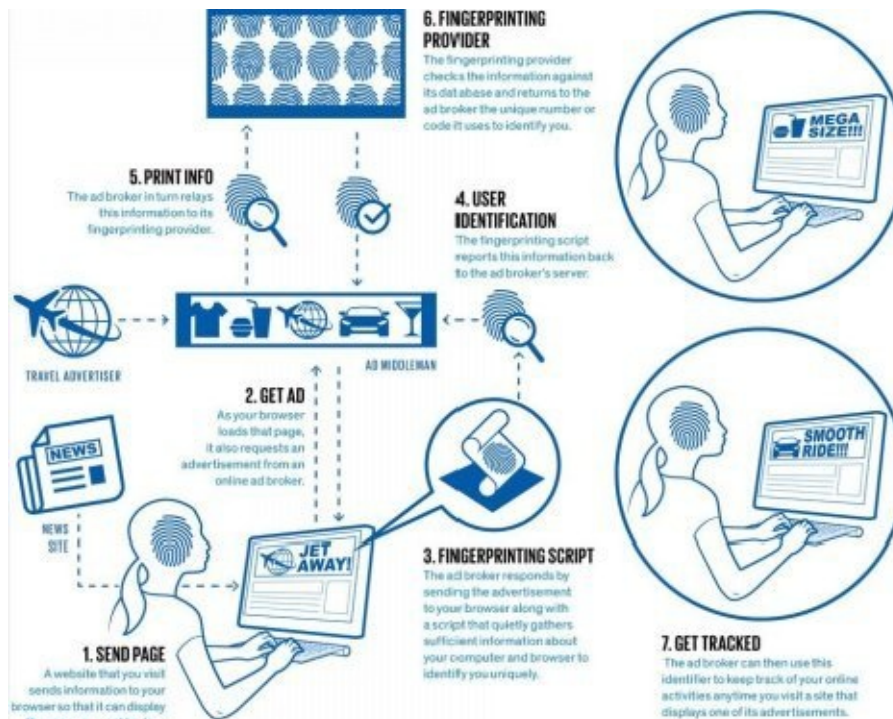 6. FINGERPRINTING
PROVIDER
The fingerprinting provider
checks the information against
its database and returns to the
ad broker the unique number or
code it uses to identify you.
MEGA
SIZE!!!
5. PRINT INFO
The ad broker in turn relays
this information to its
fingerprinting provider.
4. USER
IDENTIFICATION
The fingerprinting script
reports this information back
to the ad broker's server.
TRAVEL ADVERTISER
AD MIDDLEMAN
2. GET AD
As your browser
loads that page,
it also requests an
advertisement from an
online ad broker.
NEWS
NEWS
SITE
JET
AWAY!
SMOOTH
RIDE!!!
3. FINGERPRINTING SCRIPT
The ad broker responds by
sending the advertisement
to your browser along with
a script that quietly gathers
sufficient information about
your computer and browser to
identify you uniquely.
1. SEND PAGE
A website that you visit
sends information to your
browser so that it can display
7. GET TRACKED
The ad broker can then use this
identifier to keep track of your online
activities anytime you visit a site that
displays one of its advertisements.